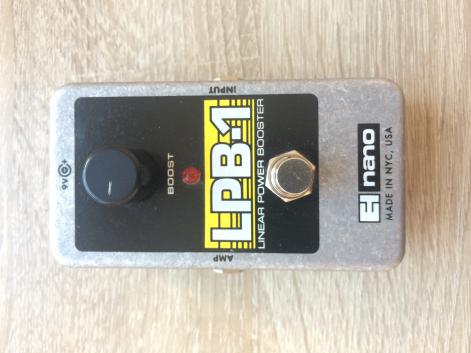 9V
BOOST
INPUT
AMP
LPB-1
LINEAR POWER BOOSTER
EH nano
MADE IN NYC, USA